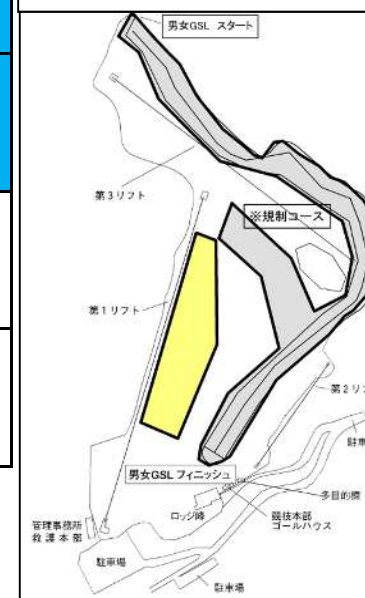 男女GSL スタート
第3リフト
※規制コース
第1リフト
第2リフ
駐車
男女GSL フィニッシュ
多目的棟
ロッジ峰
競技本部
ゴールハウス
管理事務所
救護本部
駐車場
駐車場